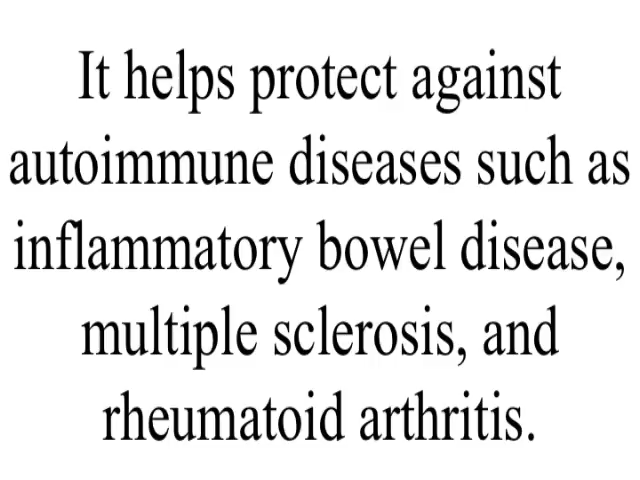 It helps protect against
autoimmune diseases such as
inflammatory bowel disease,
multiple sclerosis, and
rheumatoid arthritis.